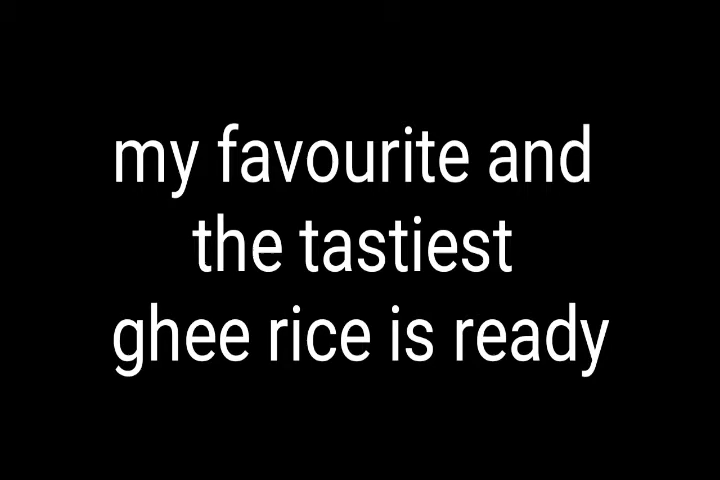 my favourite and
the tastiest
ghee rice is ready